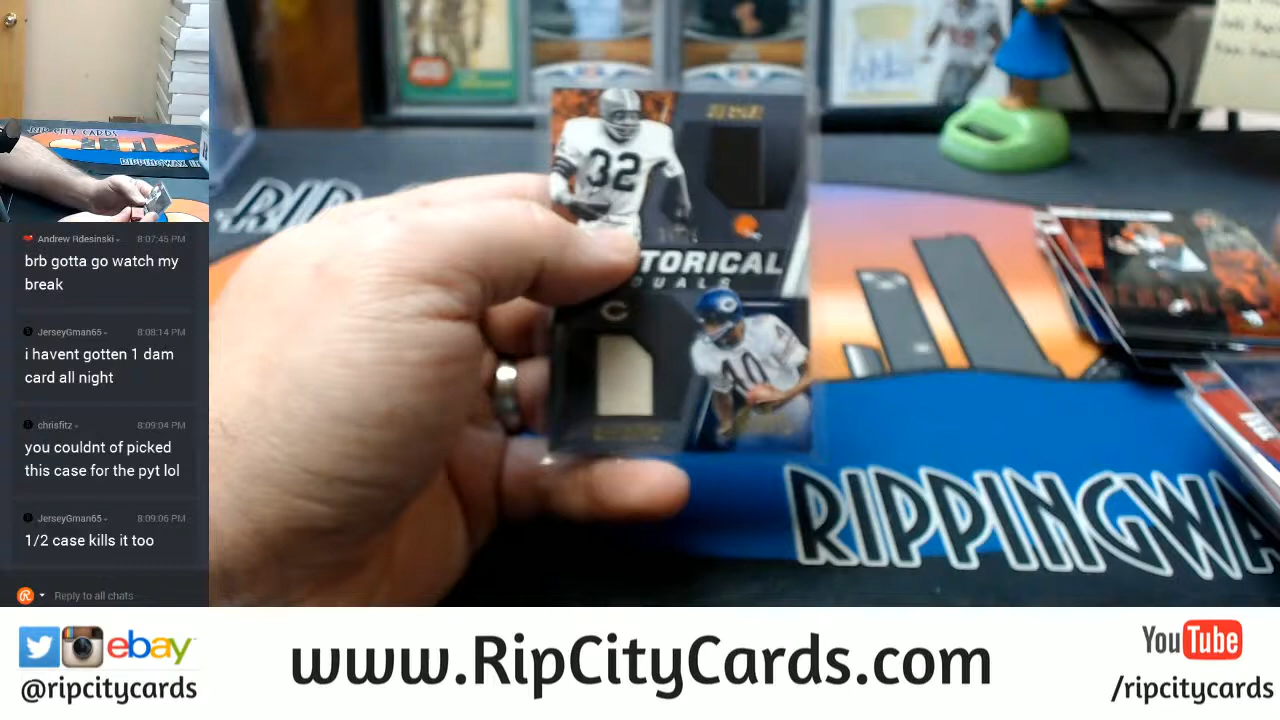 RIP CITY CARDS
RIPPINGWAX
Andrew Rdesinski
8:07:45 PM
brb gotta go watch my
break
JerseyGman65
8:08:14 PM
i havent gotten 1 dam
card all night
chrisfitz
8:09:04 PM
you couldnt of picked
this case for the pyt lol
JerseyGman65
8:09:06 PM
1/2 case kills it too
Reply to all chats
32
TORICAL
DUALS
C
40
RIP
RIPPINGWA
ebay
@ripcitycards
www.RipCityCards.com
YouTube
/ripcitycards